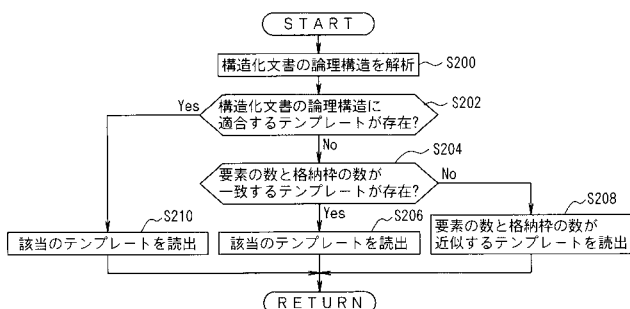 START
構造化文書の論理構造を解析
S200
構造化文書の論理構造に
適合するテンプレートが存在?
S202
Yes
No
要素の数と格納枠の数が
一致するテンプレートが存在?
S204
No
Yes
S210
該当のテンプレートを読出
S206
該当のテンプレートを読出
S208
要素の数と格納枠の数が
近似するテンプレートを読出
RETURN